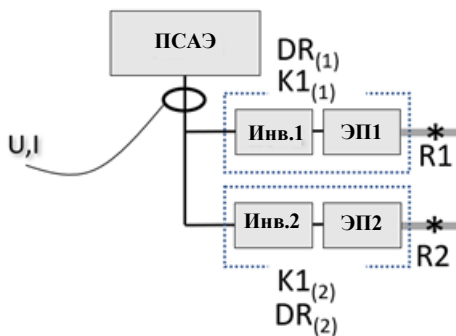 ПСАЭ
DR(1)
K1(1)
U,I
Инв.1
ЭП1
R1
Инв.2
ЭП2
R2
K1(2)
DR(2)